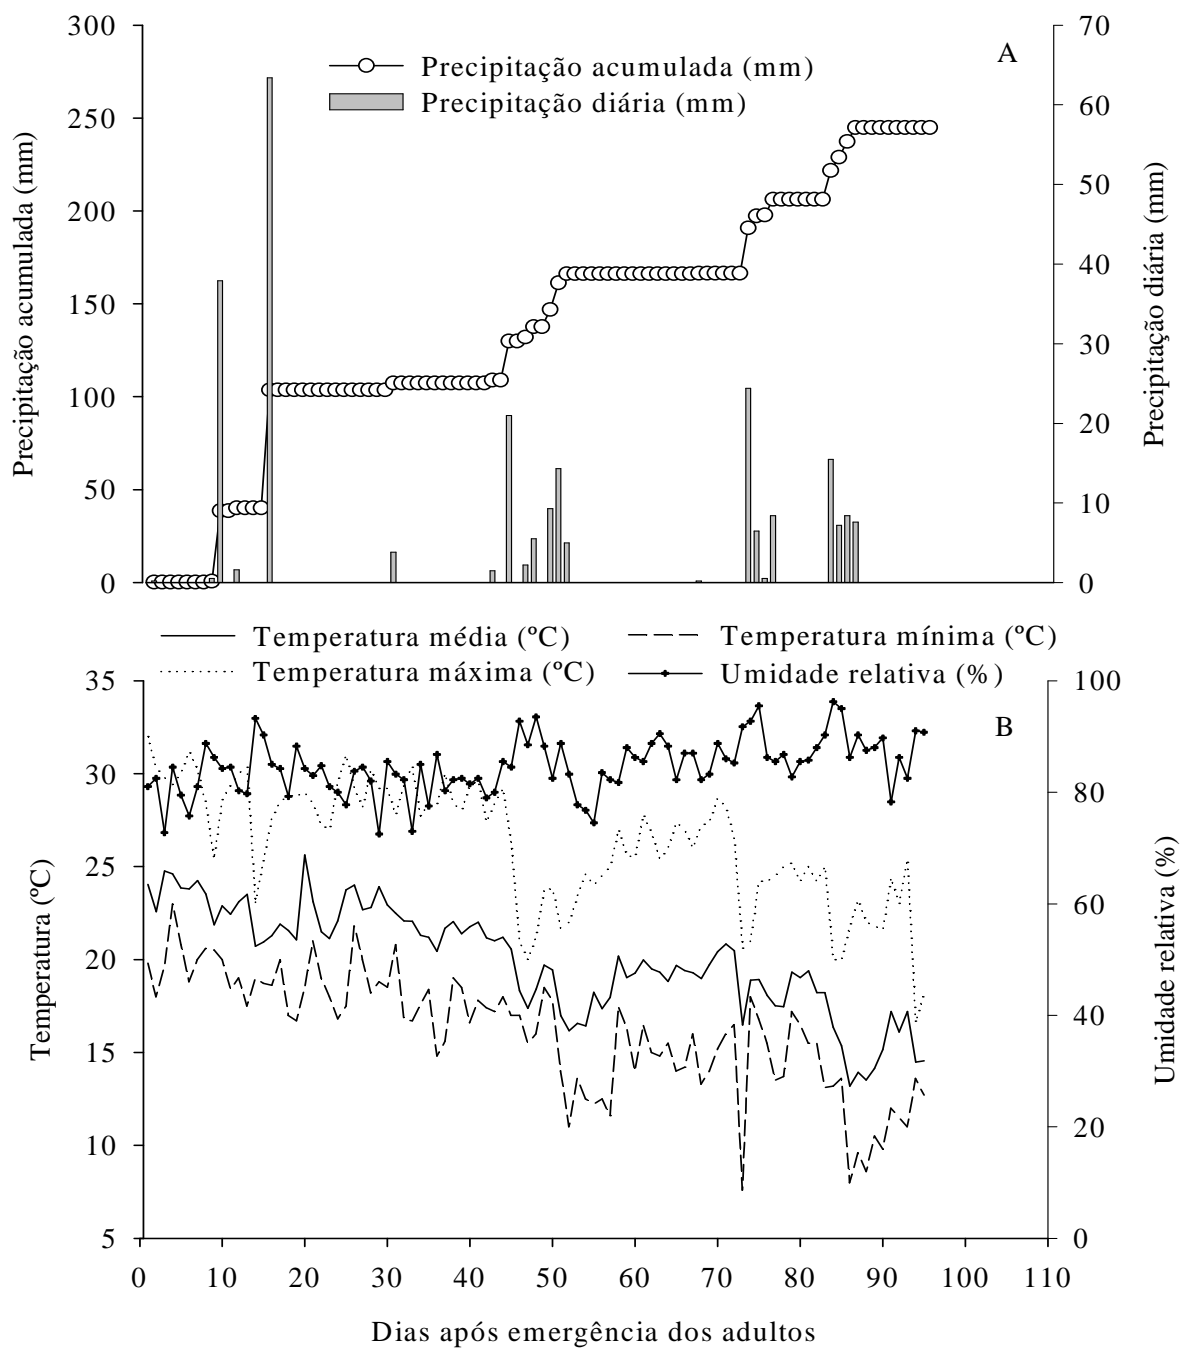 300
250
200
150
100
50
0
Precipitação acumulada (mm)
A
Precipitação acumulada (mm)
Precipitação diária (mm)
70
60
50
40
30
20
10
0
Precipitação diária (mm)
Temperatura média (ºC)
Temperatura mínima (ºC)
Temperatura máxima (ºC)
Umidade relativa (%)
35
30
25
20
15
10
5
Temperatura (ºC)
B
100
80
60
40
20
0
Umidade relativa (%)
0 10 20 30 40 50 60 70 80 90 100 110
Dias após emergência dos adultos